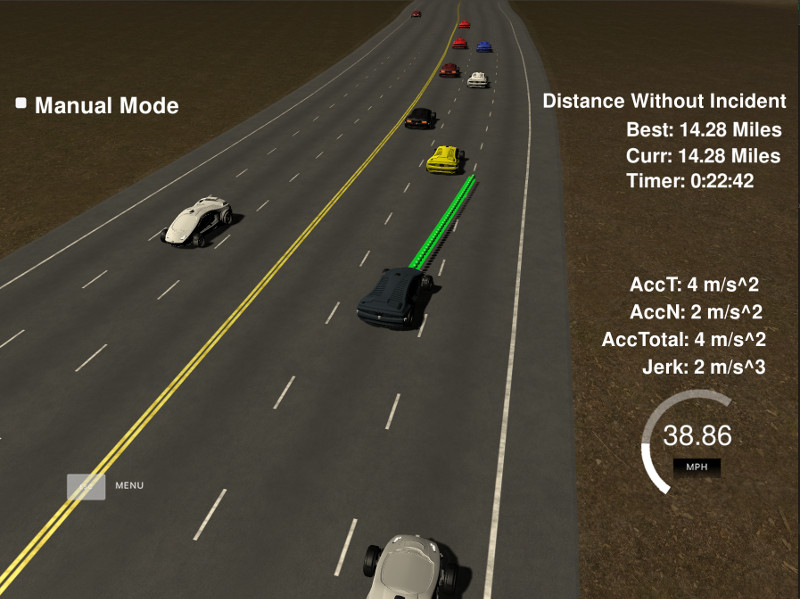 Manual Mode
Distance Without Incident
Best: 14.28 Miles
Curr: 14.28 Miles
Timer: 0:22:42
AccT: 4 m/s^2
AccN: 2 m/s^2
AccTotal: 4 m/s^2
Jerk: 2 m/s^3
38.86
MPH
MENU